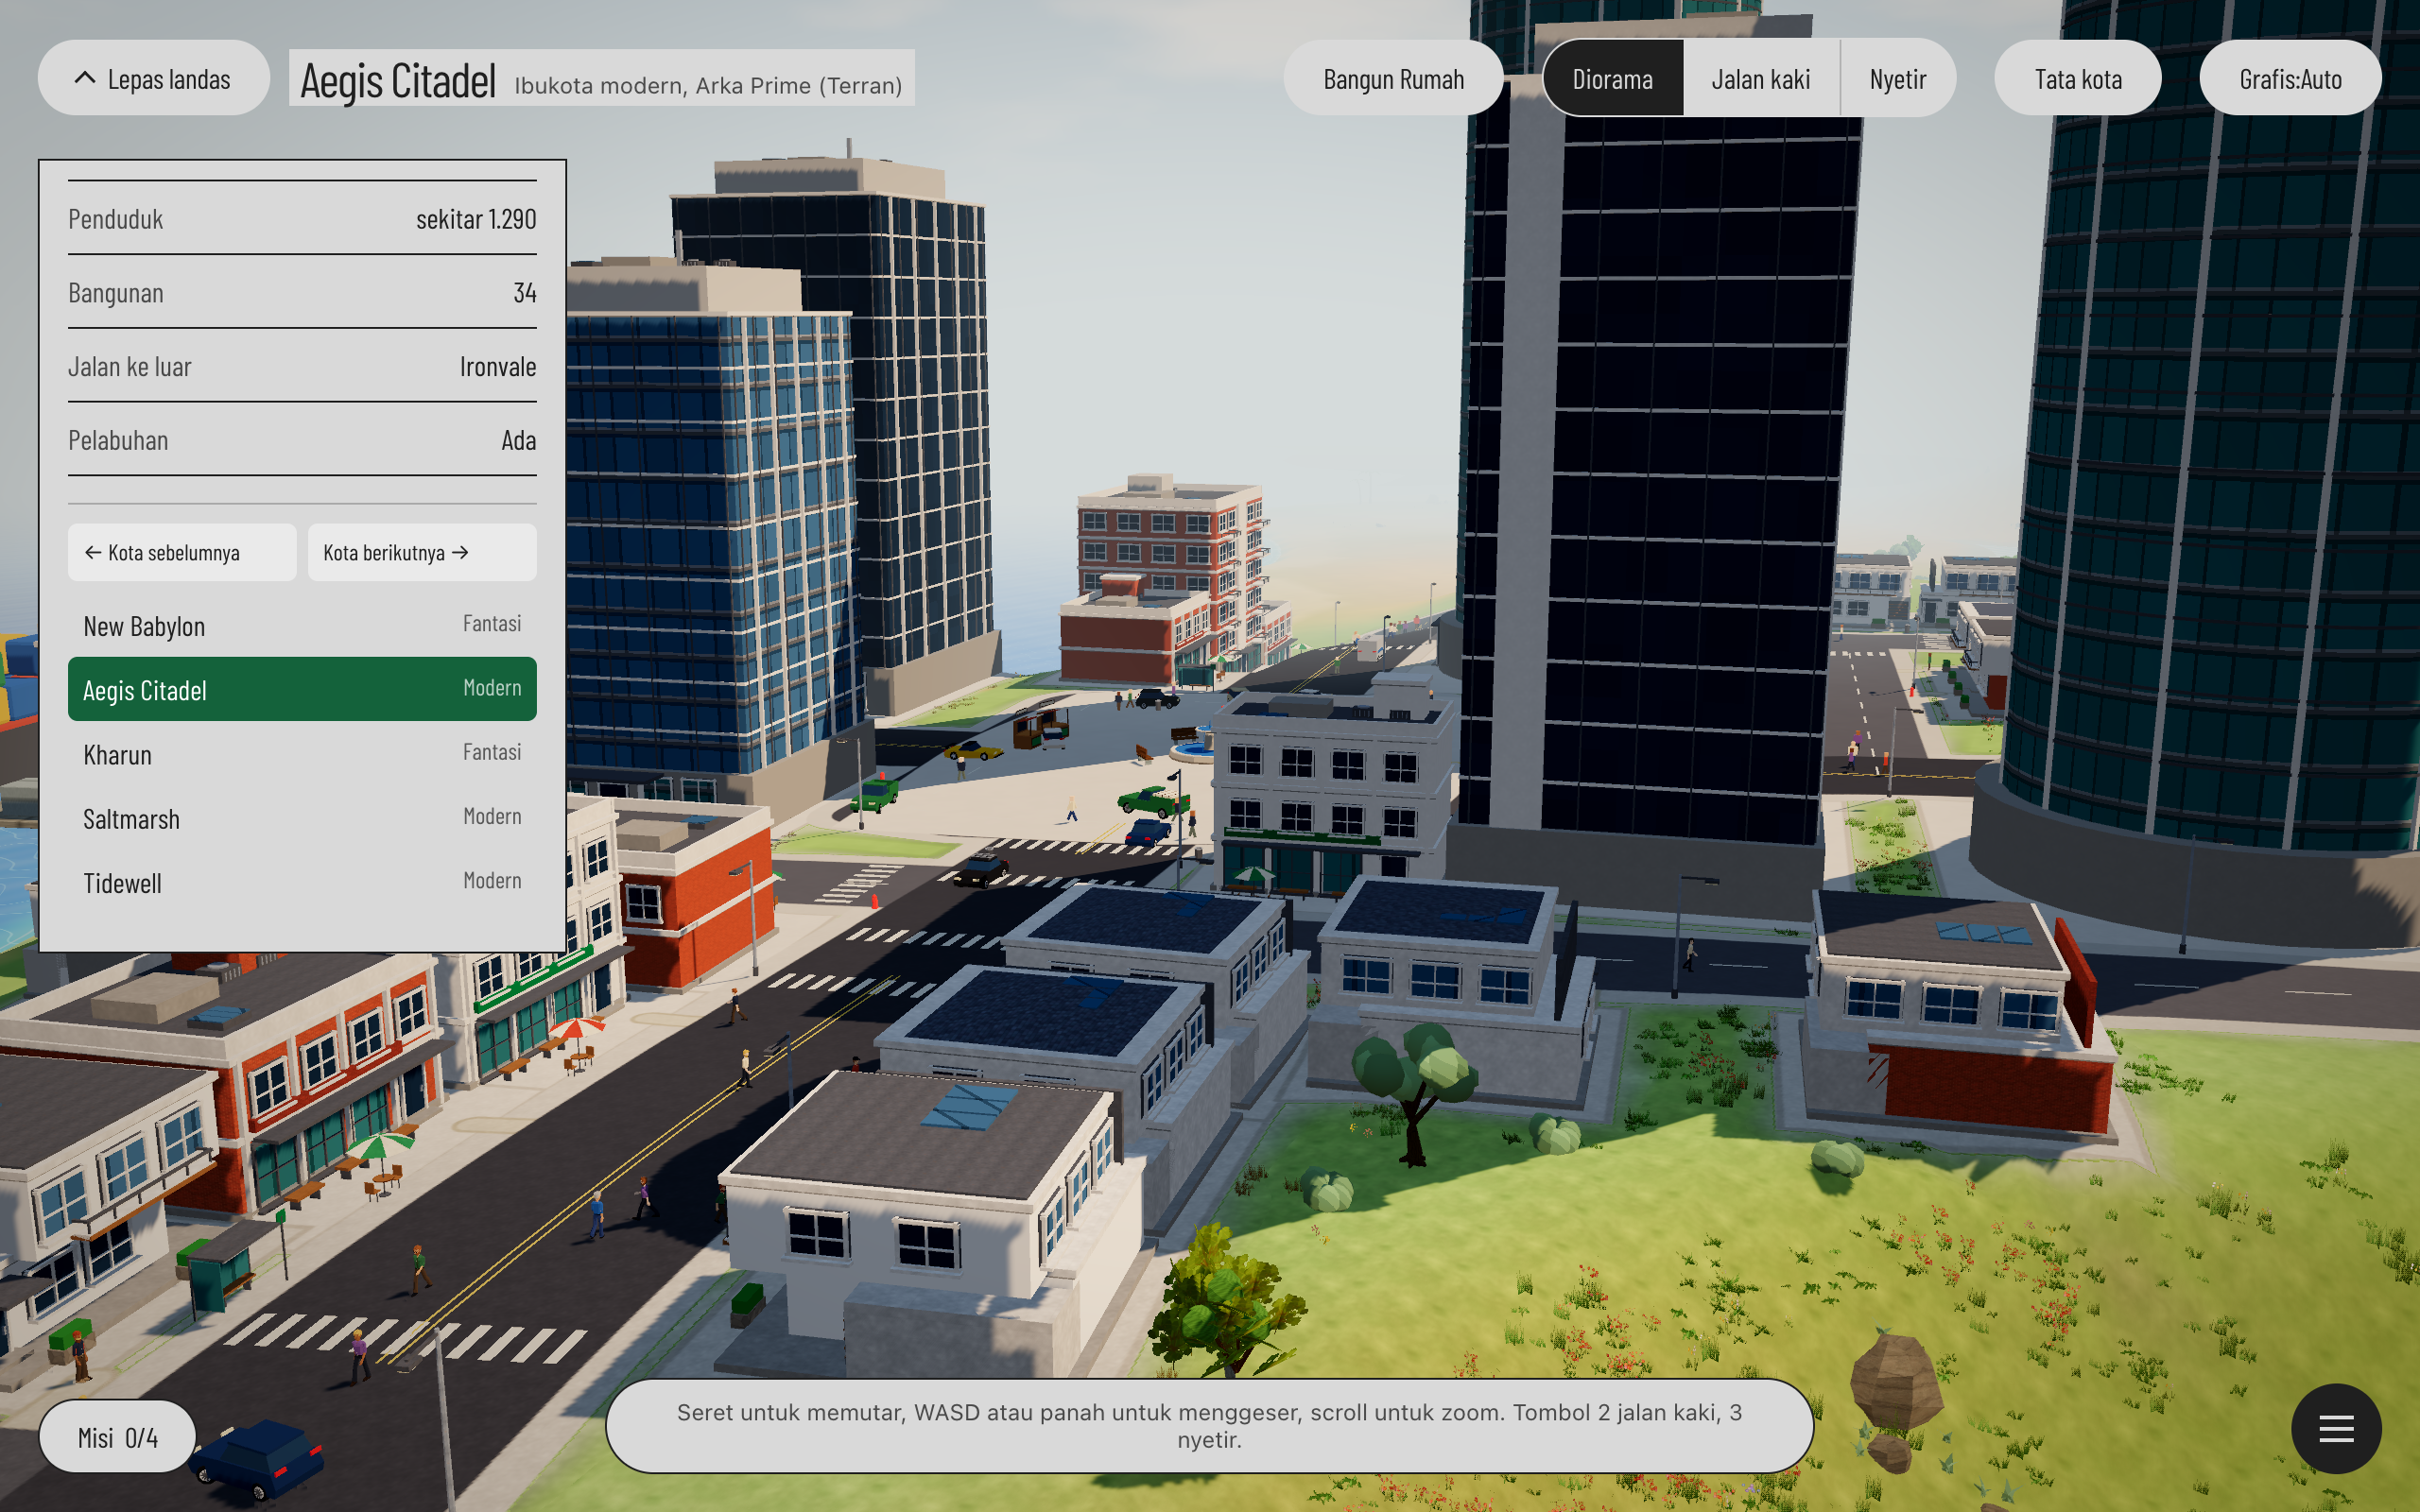 Lepas landas
Aegis Citadel Ibukota modern, Arka Prime (Terran)
Bangun Rumah
Diorama
Jalan kaki
Nyetir
Tata kota
Grafis:Auto
Penduduk sekitar 1.290
Bangunan 34
Jalan ke luar Ironvale
Pelabuhan Ada
← Kota sebelumnya
Kota berikutnya →
New Babylon Fantasi
Aegis Citadel Modern
Kharun Fantasi
Saltmarsh Modern
Tidewell Modern
Misi 0/4
Seret untuk memutar, WASD atau panah untuk menggeser, scroll untuk zoom. Tombol 2 jalan kaki, 3
nyetir.